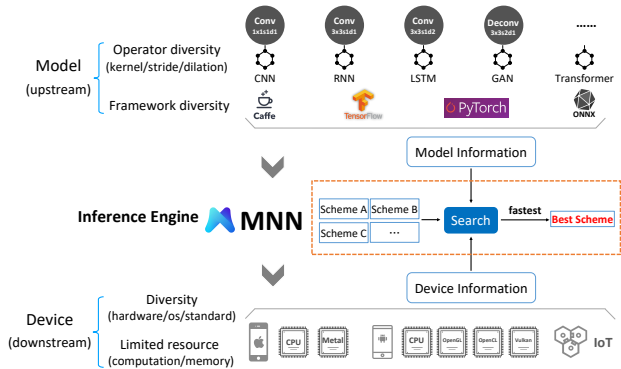 Conv
1x1s1d1
Conv
3x3s1d1
Conv
3x3s1d2
Deconv
3x3s2d1
......
Model
(upstream)
Operator diversity
(kernel/stride/dilation)
CNN
RNN
LSTM
GAN
Transformer
Framework diversity
Caffe
TensorFlow
PyTorch
ONNX
Model Information
Inference Engine
MNN
Scheme A
Scheme B
Scheme C
...
Search
fastest
Best Scheme
Device Information
Device
(downstream)
Diversity
(hardware/os/standard)
Limited resource
(computation/memory)
CPU
Metal
CPU
OpenGL
OpenCL
Vulkan
IoT